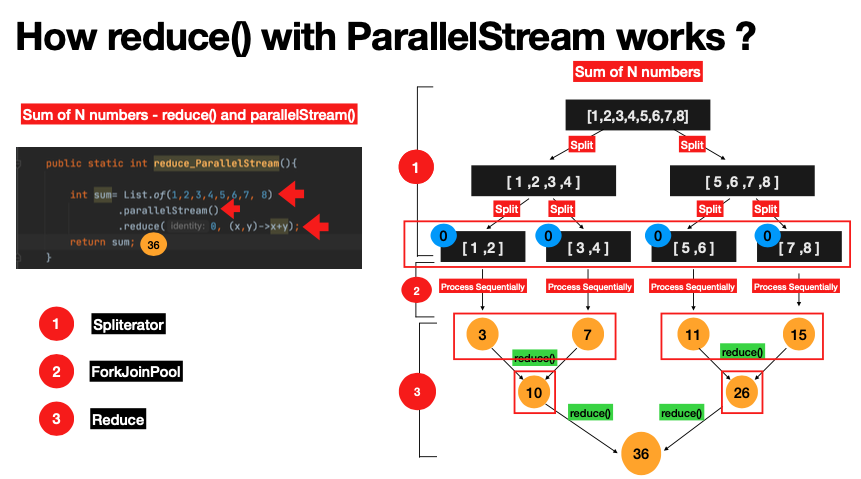 How reduce() with ParallelStream works ?
Sum of N numbers
Sum of N numbers - reduce() and parallelStream()
public static int reduce_ParallelStream(){
int sum= List.of(1,2,3,4,5,6,7, 8)
.parallelStream()
.reduce( identity: 0, (x,y)->x+y);
return sum;
36
}
1
Spliterator
2
ForkJoinPool
3
Reduce
[1,2,3,4,5,6,7,8]
Split
Split
1
[ 1 ,2 ,3 ,4 ]
[ 5 ,6 ,7 ,8 ]
Split
Split
Split
Split
0
0
0
0
[ 1 ,2 ]
[ 3 ,4 ]
[ 5 ,6 ]
[ 7 ,8 ]
2
Process Sequentially
Process Sequentially
Process Sequentially
Process Sequentially
3
7
11
15
reduce()
reduce()
3
10
26
reduce()
reduce()
36